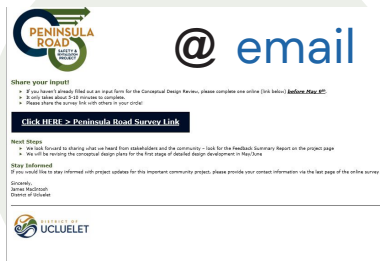 PENINSULA
ROAD
SAFETY &
REVITALIZATION
PROJECT
@ email
Share your input!
► If you haven't already filled out an input form for the Conceptual Design Review, please complete one online (link below) before May 8th.
► It only takes about 5-10 minutes to complete.
► Please share the survey link with others in your circle!
Click HERE > Peninsula Road Survey Link
Next Steps
► We look forward to sharing what we heard from stakeholders and the community – look for the Feedback Summary Report on the project page
► We will be revising the conceptual design plans for the first stage of detailed design development in May/June
Stay Informed
If you would like to stay informed with project updates for this important community project, please provide your contact information via the last page of the online survey
Sincerely,
James MacIntosh
District of Ucluelet
DISTRICT OF
UCLUELET